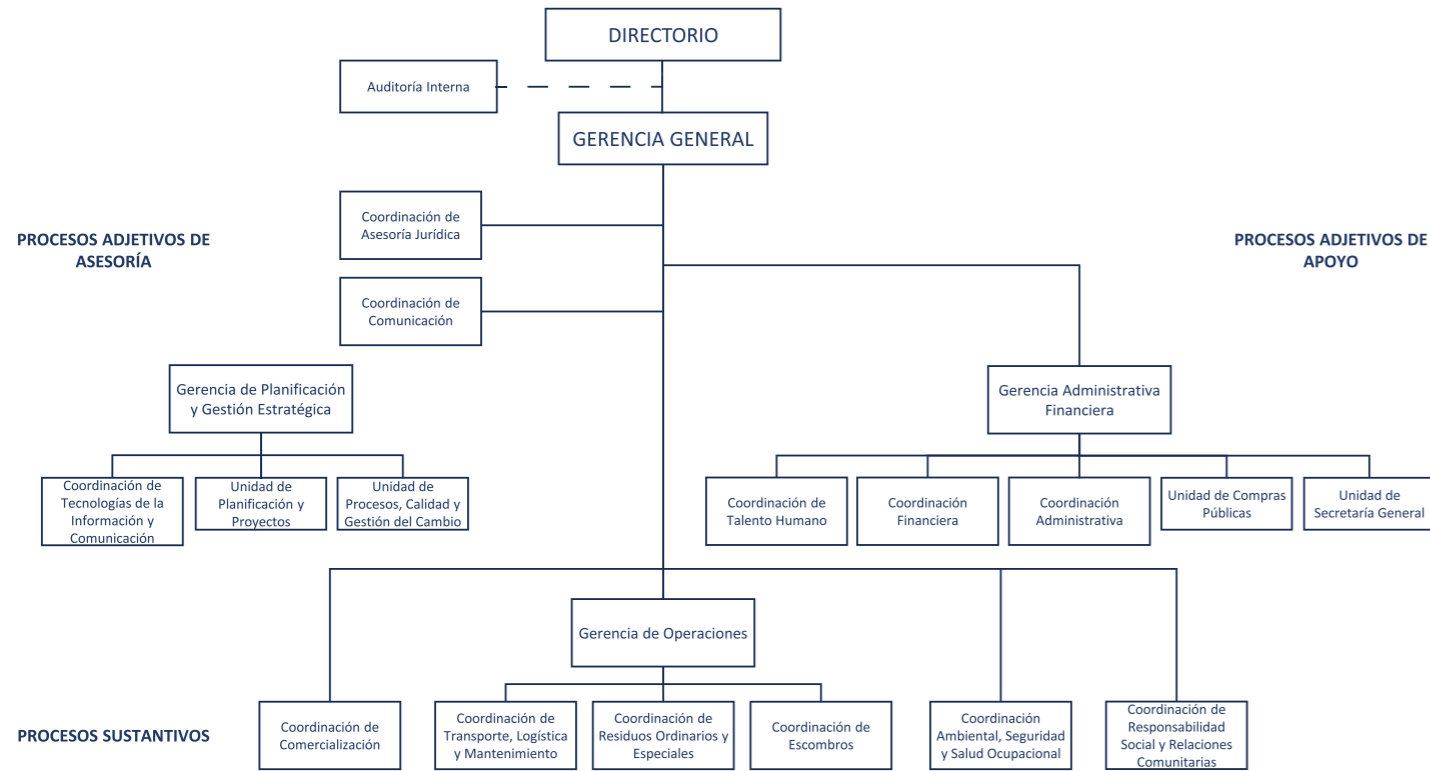 DIRECTORIO
Auditoría Interna
GERENCIA GENERAL
Coordinación de
Asesoría Jurídica
PROCESOS ADJETIVOS DE
ASESORÍA
PROCESOS ADJETIVOS DE
APOYO
Coordinación de
Comunicación
Gerencia de Planificación
y Gestión Estratégica
Gerencia Administrativa
Financiera
Coordinación de
Tecnologías de la
Información y
Comunicación
Unidad de
Planificación y
Proyectos
Unidad de
Procesos, Calidad y
Gestión del Cambio
Coordinación de
Talento Humano
Coordinación
Financiera
Coordinación
Administrativa
Unidad de Compras
Públicas
Unidad de
Secretaría General
Gerencia de Operaciones
PROCESOS SUSTANTIVOS
Coordinación de
Comercialización
Coordinación de
Transporte, Logística
y Mantenimiento
Coordinación de
Residuos Ordinarios y
Especiales
Coordinación de
Escombros
Coordinación
Ambiental, Seguridad
y Salud Ocupacional
Coordinación de
Responsabilidad
Social y Relaciones
Comunitarias